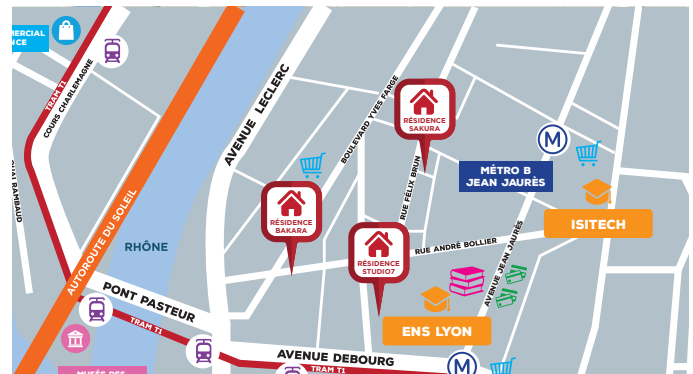 MERCIAL
NCE
TRAM T1
COURS CHARLEMAGNE
QUAI RAMBAUD
AUTOROUTE DU SOLEIL
RHÔNE
AVENUE LECLERC
BOULEVARD YVES FARGE
RÉSIDENCE
SAKURA
RUE FÉLIX BRUN
M
MÉTRO B
JEAN JAURÈS
ISITECH
RÉSIDENCE
BAKARA
RÉSIDENCE
STUDIO7
RUE ANDRÉ BOLLIER
AVENUE JEAN JAURÈS
PONT PASTEUR
TRAM T1
ENS LYON
AVENUE DEBOURG
TRAM T1
M
MUSÉE DES